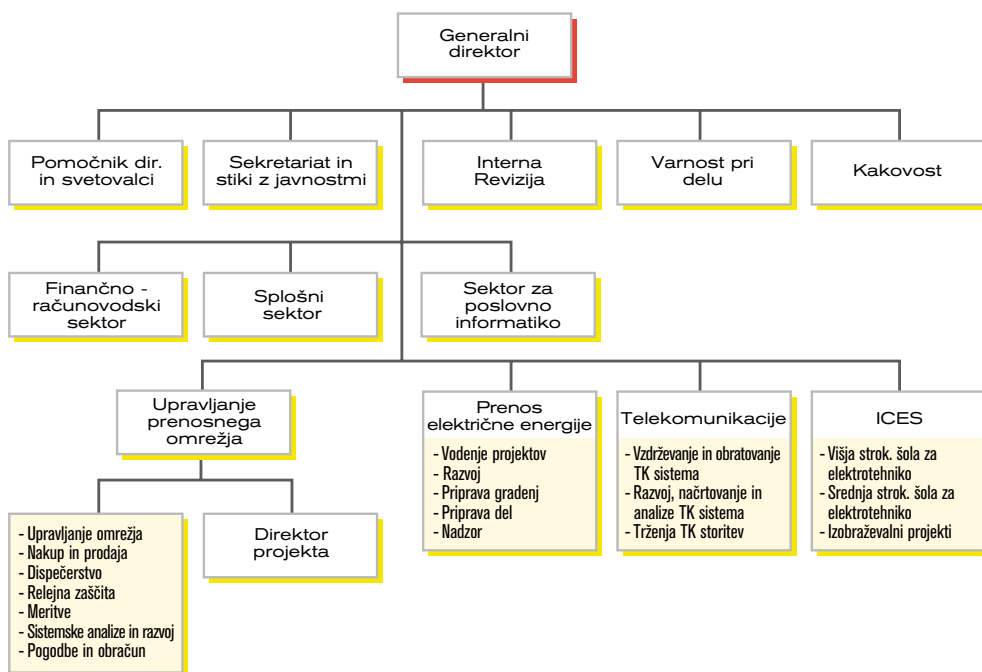 Generalni
direktor
Pomočnik dir.
in svetovalci
Sekretariat in
stiki z javnostmi
Interna
Revizija
Varnost pri
delu
Kakovost
Finančno -
računovodski
sektor
Splošni
sektor
Sektor za
poslovno
informatiko
Upravljanje
prenosnega
omrežja
Prenos
električne energije
- Vodenje projektov
- Razvoj
- Priprava gradenj
- Priprava del
- Nadzor
Telekomunikacije
- Vzdrževanje in obratovanje
TK sistema
- Razvoj, načrtovanje in
analize TK sistema
- Trženja TK storitev
ICES
- Višja strok. šola za
elektrotehniko
- Srednja strok. šola za
elektrotehniko
- Izobraževalni projekti
- Upravljanje omrežja
- Nakup in prodaja
- Dispečerstvo
- Relejna zaščita
- Meritve
- Sistemske analize in razvoj
- Pogodbe in obračun
Direktor
projekta